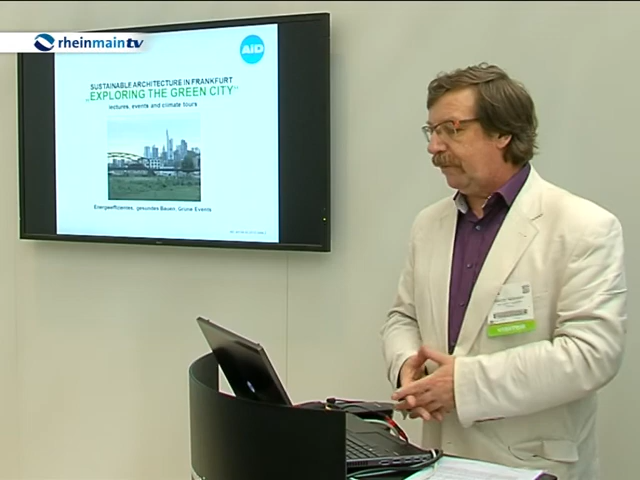 rheinmaintv
AiD
SUSTAINABLE ARCHITECTURE IN FRANKFURT
„EXPLORING THE GREEN CITY“
lectures, events and climate tours
Energieeffizientes, gesundes Bauen, Grüne Events